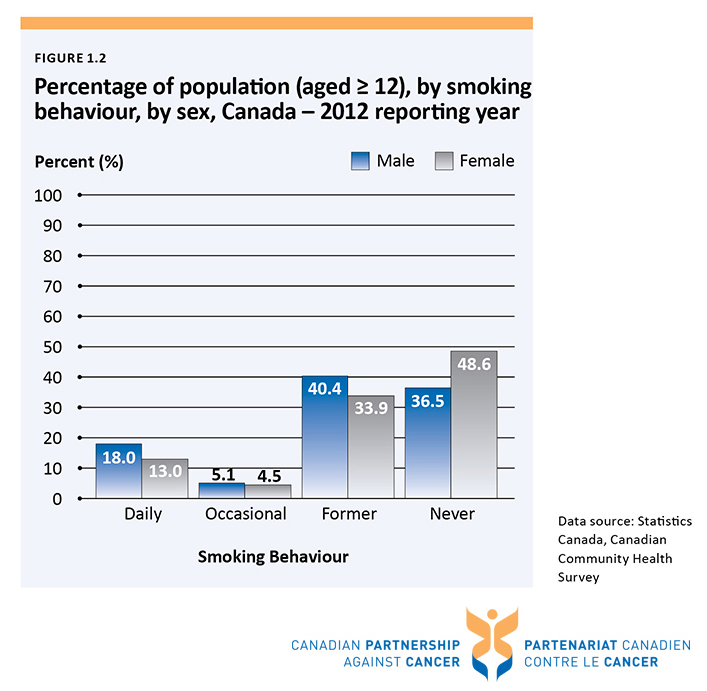 FIGURE 1.2
Percentage of population (aged ≥ 12), by smoking
behaviour, by sex, Canada – 2012 reporting year
Percent (%)
Male Female
100
90
80
70
60
50
40
30
20
10
0
18.0 13.0 5.1 4.5 40.4 33.9 36.5 48.6
Daily Occasional Former Never
Smoking Behaviour
Data source: Statistics
Canada, Canadian
Community Health
Survey
CANADIAN PARTNERSHIP
AGAINST CANCER
PARTENARIAT CANADIEN
CONTRE LE CANCER